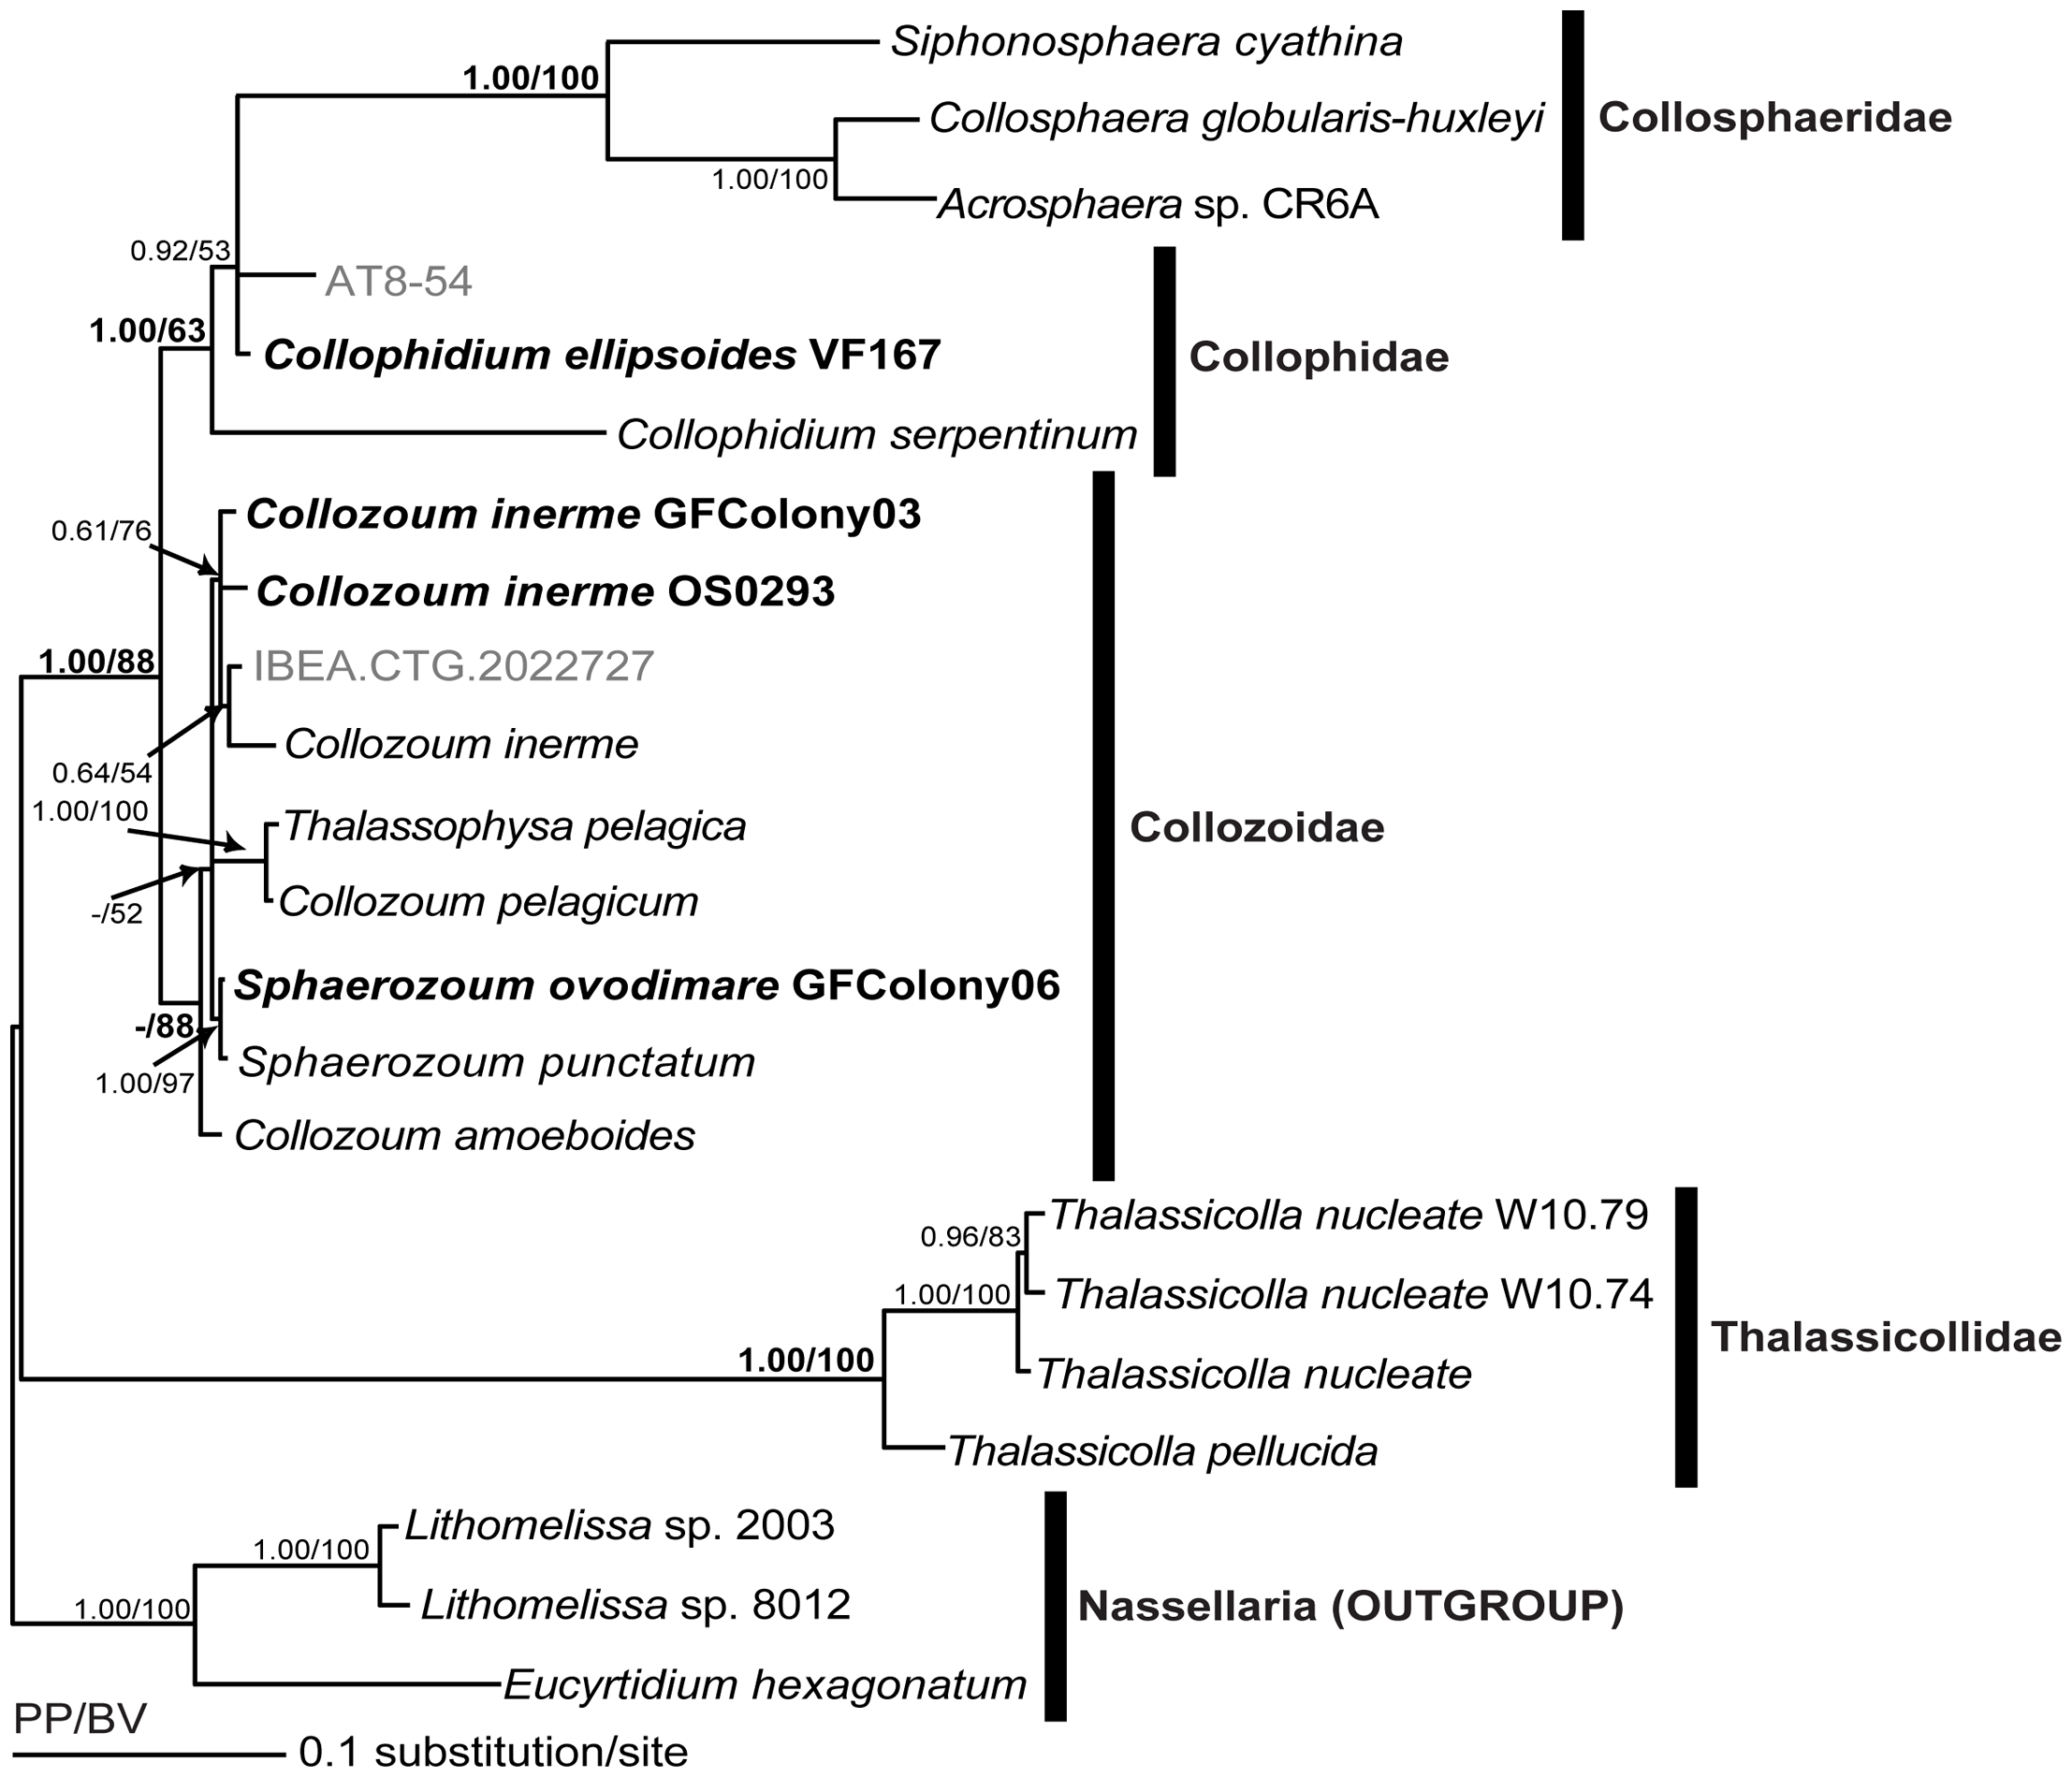 Siphonosphaera cyathina
1.00/100
Collosphaera globularis-huxleyi
Collosphaeridae
1.00/100
Acrosphaera sp. CR6A
0.92/53
AT8-54
1.00/63
Collophidium ellipsoides VF167
Collophidae
Collophidium serpentinum
Collozoum inerme GFColony03
0.61/76
Collozoum inerme OS0293
1.00/88
IBEA.CTG.2022727
Collozoum inerme
0.64/54
1.00/100
Thalassophysa pelagica
Collozoidae
Collozoum pelagicum
-/52
Sphaerozoum ovodimare GFColony06
-/88
Sphaerozoum punctatum
1.00/97
Collozoum amoeboides
Thalassicolla nucleate W10.79
0.96/83
Thalassicolla nucleate W10.74
1.00/100
Thalassicollidae
1.00/100
Thalassicolla nucleate
Thalassicolla pellucida
Lithomelissa sp. 2003
1.00/100
Lithomelissa sp. 8012
Nassellaria (OUTGROUP)
1.00/100
Eucyrtidium hexagonatum
PP/BV
0.1 substitution/site